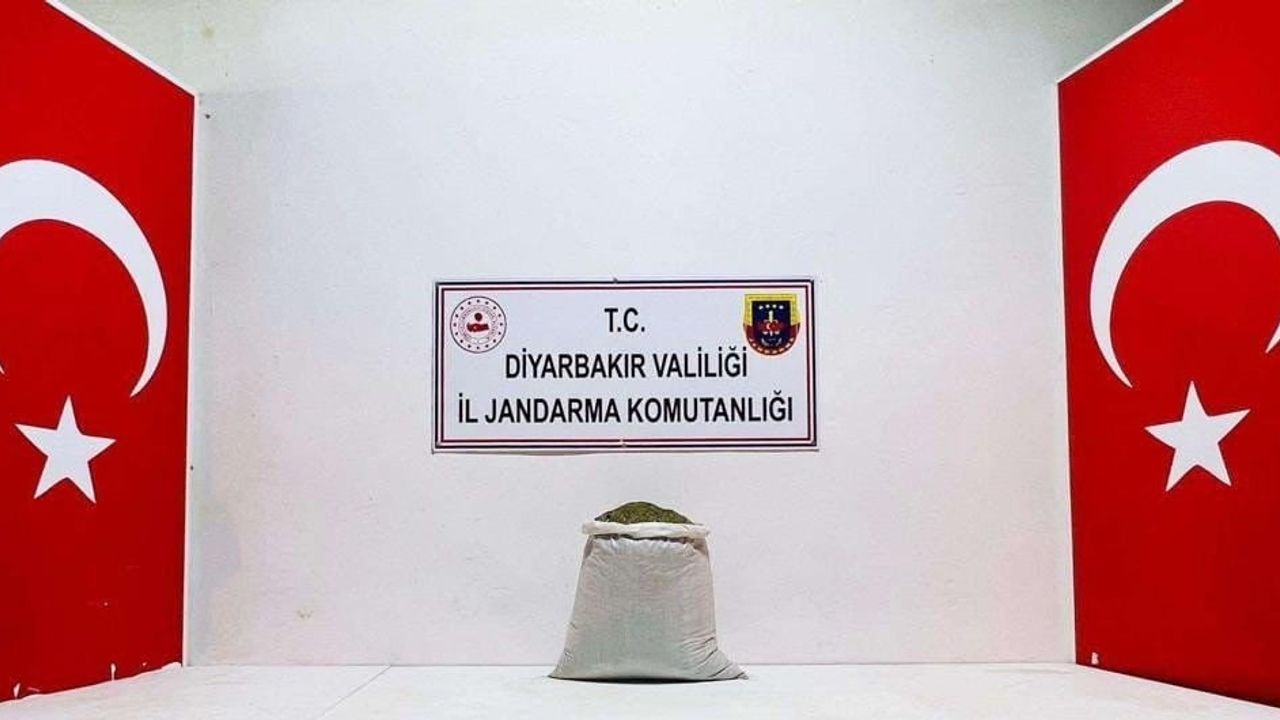 T.C.
DİYARBAKIR VALİLİĞİ
İL JANDARMA KOMUTANLIĞI